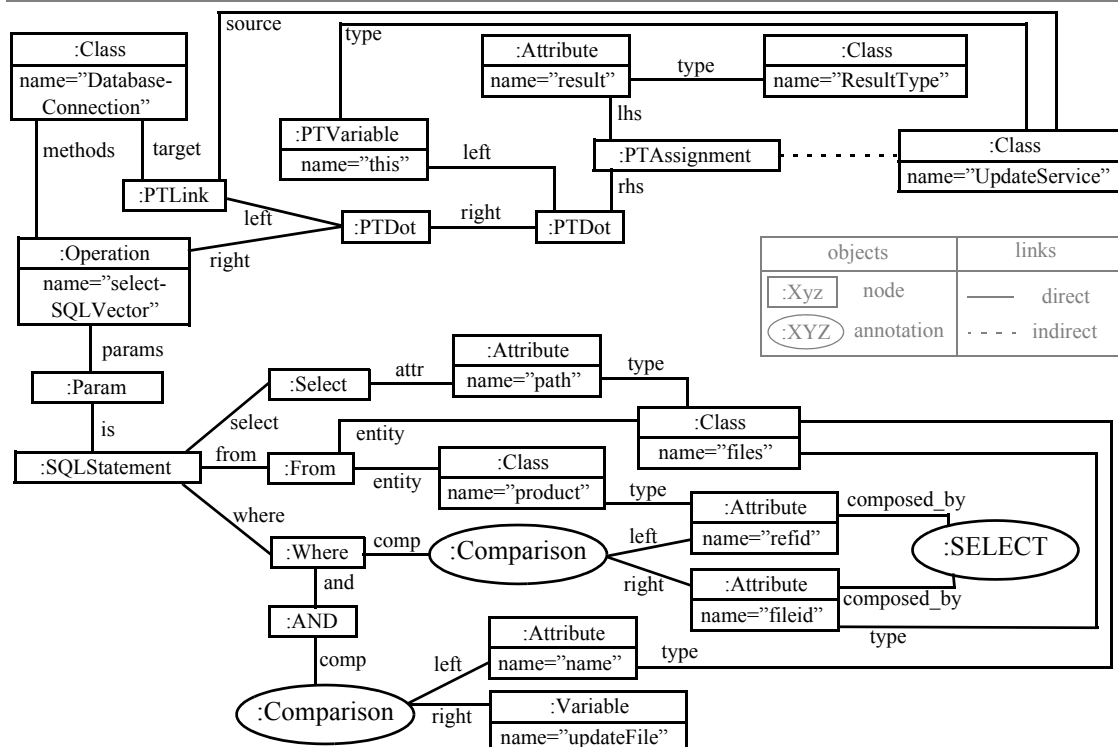 source
type
:Class
name=”Database-
Connection”
:Attribute
name=”result”
type
:Class
name=”ResultType”
methods
target
:PTVariable
name=”this”
left
lhs
:PTAssignment
rhs
:Class
name=”UpdateService”
:PTLink
left
:PTDot
right
:PTDot
:Operation
name=”select-
SQLVector”
right
objects
links
:Xyz
node
direct
:XYZ
annotation
indirect
params
:Param
is
:SQLStatement
select
:Select
attr
:Attribute
name=”path”
type
:Class
name=”files”
from
:From
entity
entity
:Class
name=”product”
type
where
:Where
comp
:Comparison
left
right
:Attribute
name=”refid”
composed_by
:SELECT
:Attribute
name=”fileid”
composed_by
type
and
:AND
comp
:Comparison
left
:Attribute
name=”name”
type
right
:Variable
name=”updateFile”